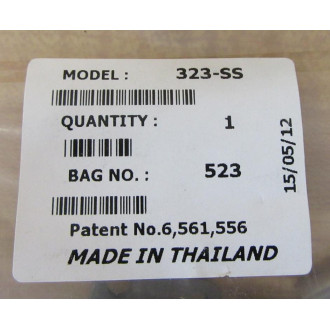 MODEL : 323-SS
QUANTITY : 1
BAG NO. : 523
Patent No.6,561,556
MADE IN THAILAND
15/05/12